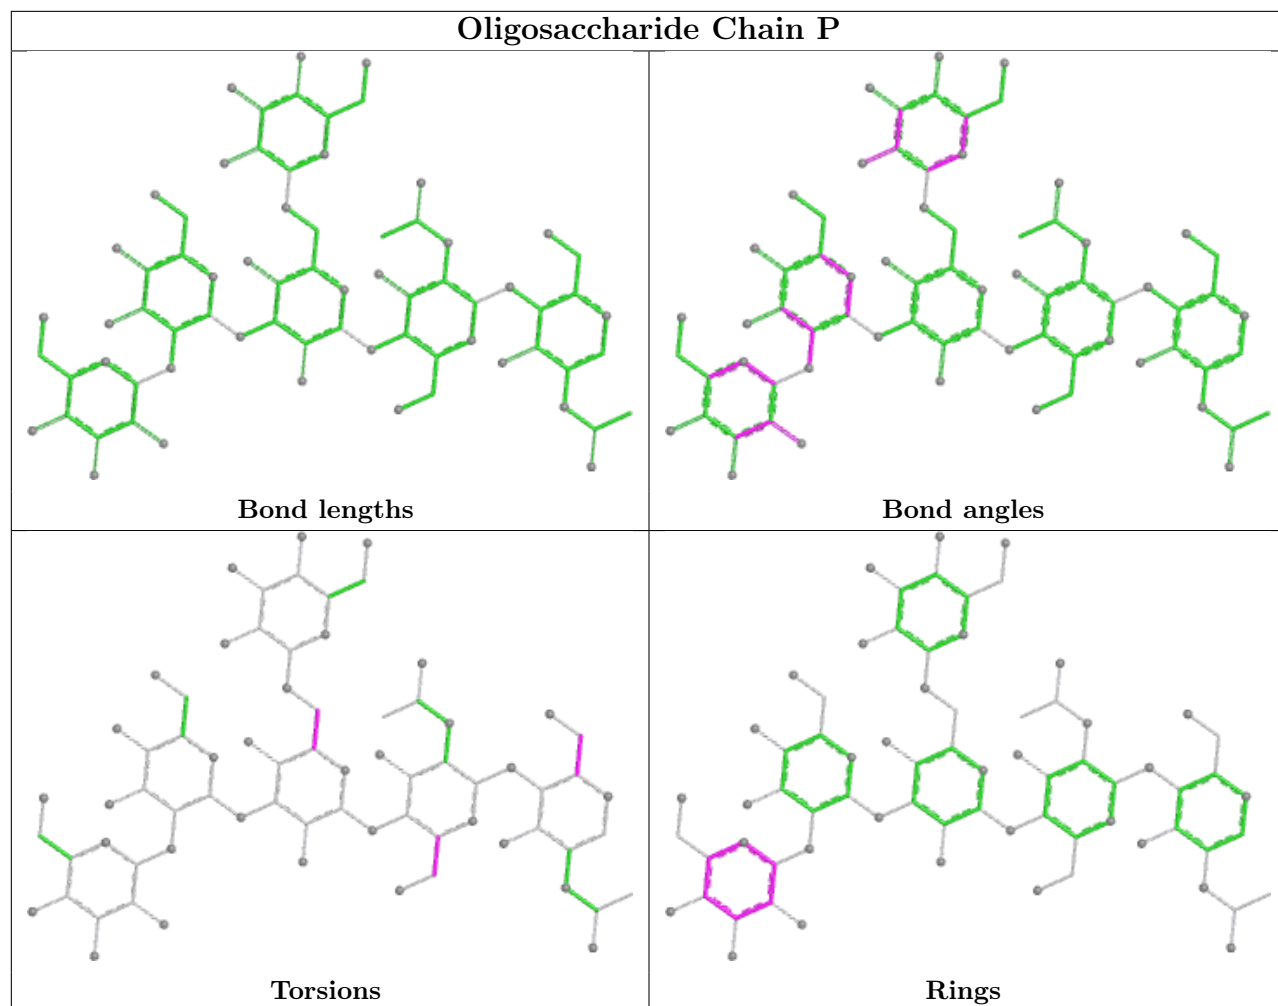 Oligosaccharide Chain P
Bond lengths
Bond angles
Torsions
Rings